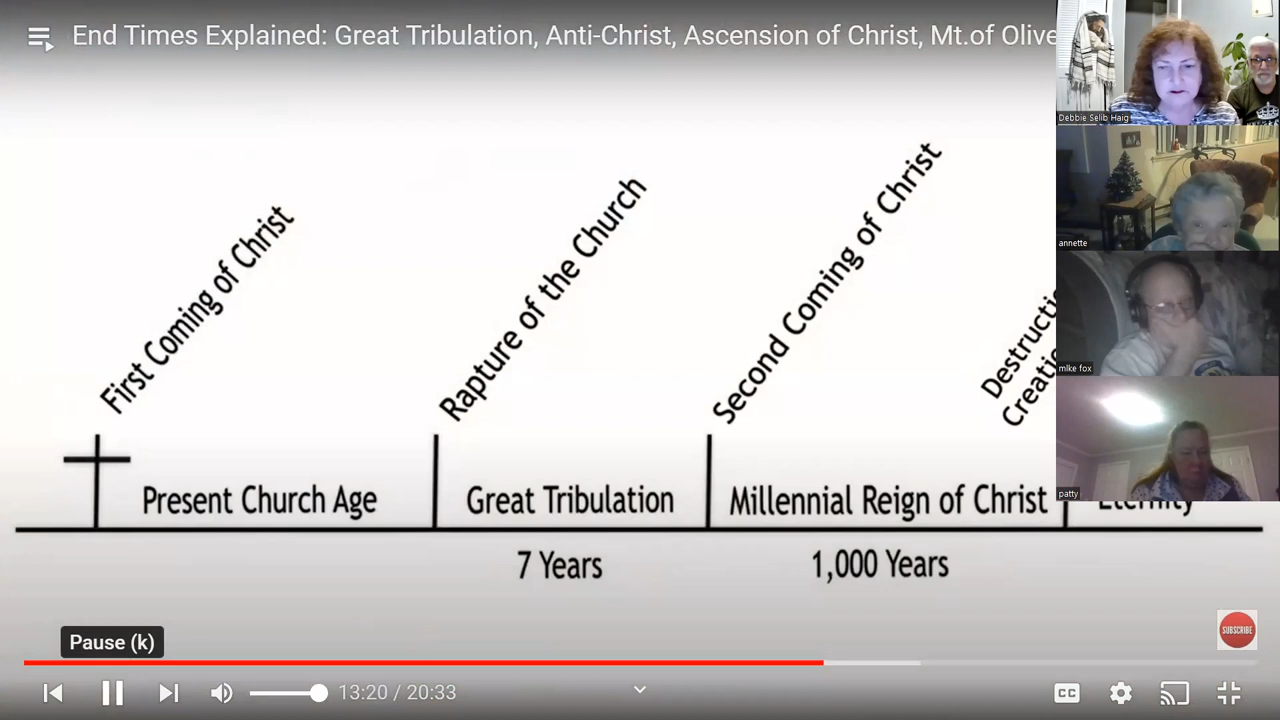 End Times Explained: Great Tribulation, Anti-Christ, Ascension of Christ, Mt.of Olive
Debbie Selib Haig
annette
mike fox
patty
First Coming of Christ
Rapture of the Church
Second Coming of Christ
Present Church Age
Great Tribulation
Millennial Reign of Christ
Eternity
7 Years
1,000 Years
Pause (k)
SUBSCRIBE
13:20 / 20:33
CC